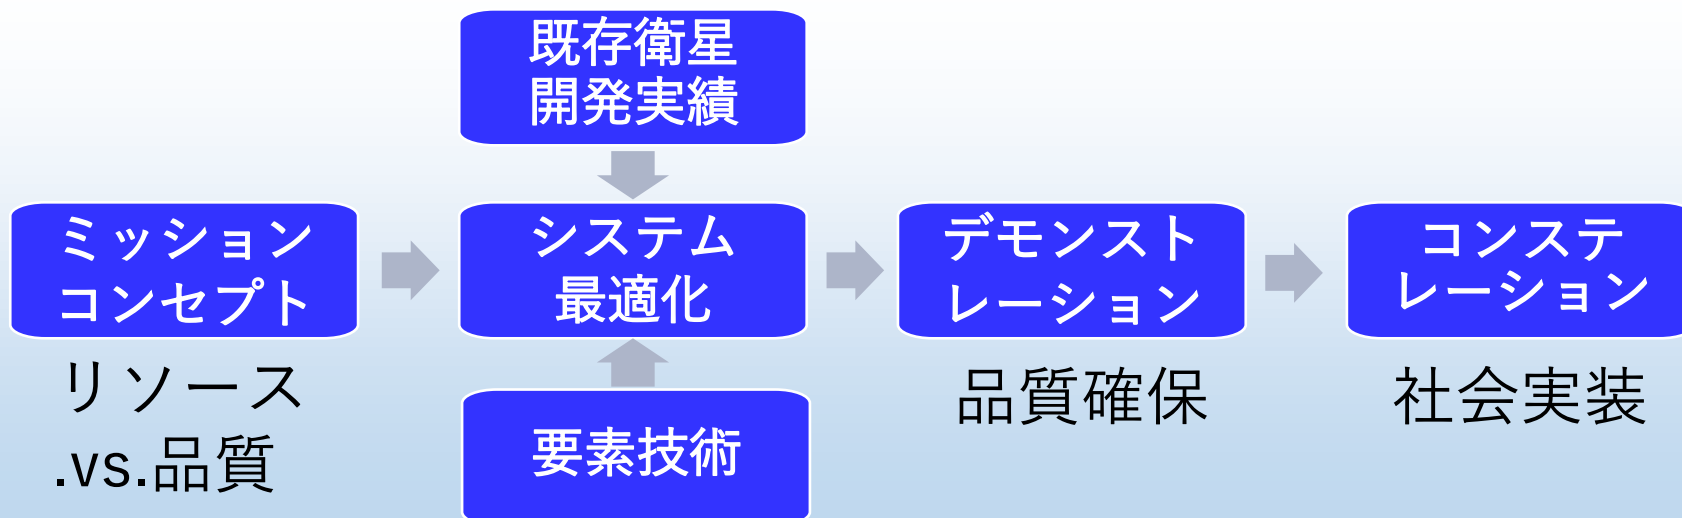 既存衛星
開発実績
ミッション
コンセプト
システム
最適化
デモンスト
レーション
コンステ
レーション
リソース
.vs.品質
要素技術
品質確保
社会実装